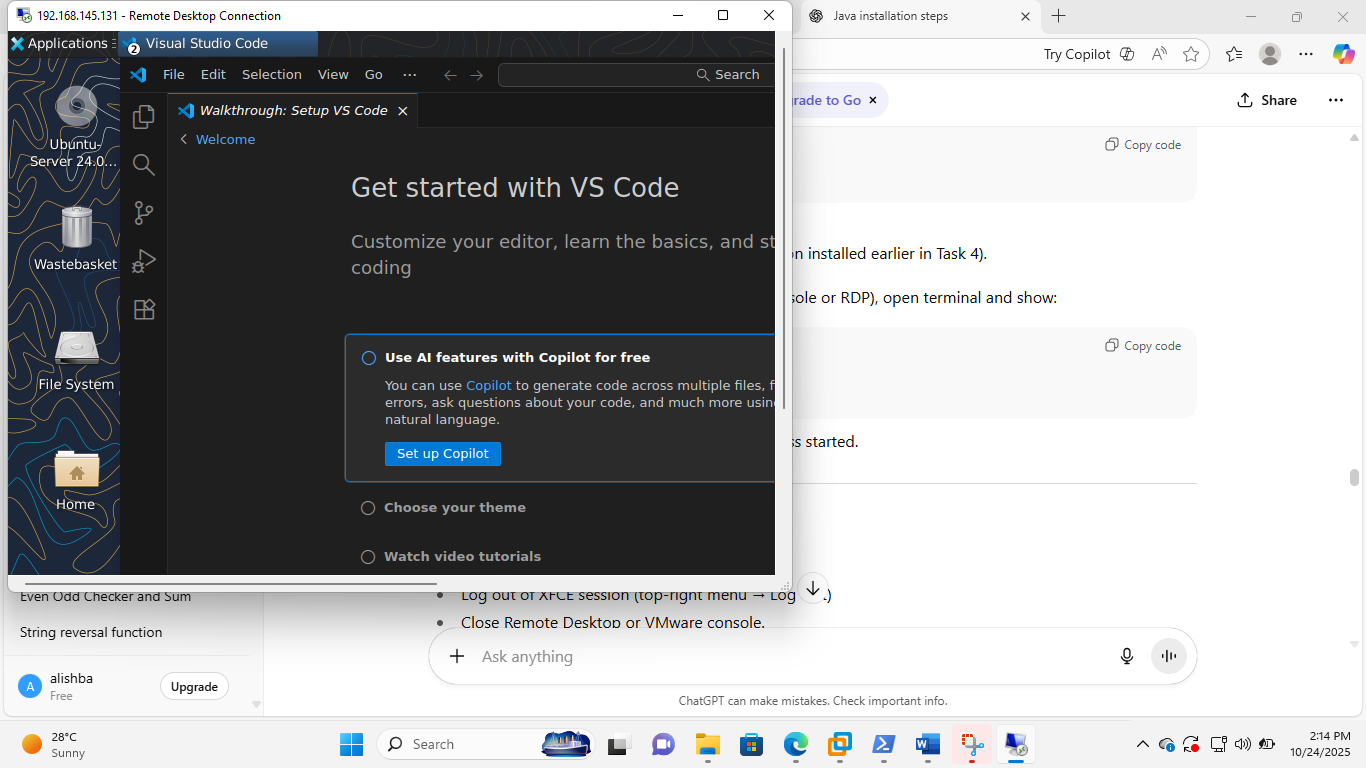 192.168.145.131 - Remote Desktop Connection
Java installation steps
Applications
2
Visual Studio Code
File Edit Selection View Go ···
Search
Walkthrough: Setup VS Code
Welcome
Ubuntu-
Server 24.0...
Wastebasket
File System
Home
Get started with VS Code
Customize your editor, learn the basics, and st
coding
Use AI features with Copilot for free
You can use Copilot to generate code across multiple files, f
errors, ask questions about your code, and much more usin
natural language.
Set up Copilot
Choose your theme
Watch video tutorials
Try Copilot
rade to Go
Share
Copy code
n installed earlier in Task 4).
sole or RDP), open terminal and show:
Copy code
ss started.
Log out of XFCE session (top-right menu → Log
Close Remote Desktop or VMware console.
Even Odd Checker and Sum
String reversal function
A
alishba
Free
Upgrade
Ask anything
ChatGPT can make mistakes. Check important info.
28°C
Sunny
Search
2:14 PM
10/24/2025